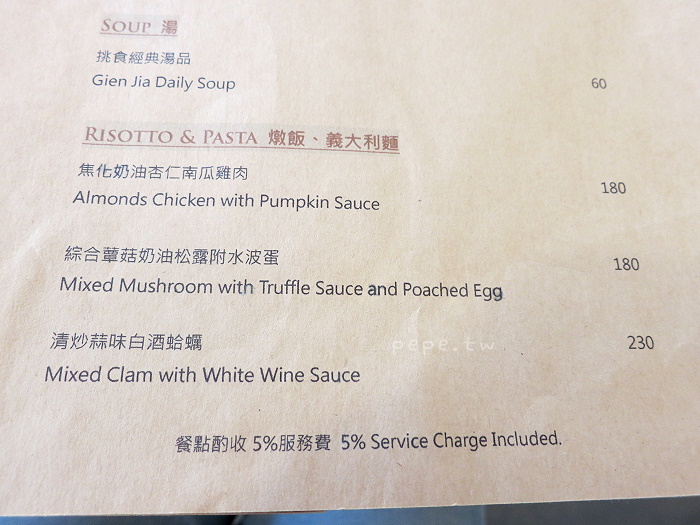 SOUP 湯
挑食經典湯品
Gien Jia Daily Soup 60
RISOTTO & PASTA 燉飯、義大利麵
焦化奶油杏仁南瓜雞肉
Almonds Chicken with Pumpkin Sauce 180
綜合蕈菇奶油松露附水波蛋
Mixed Mushroom with Truffle Sauce and Poached Egg 180
清炒蒜味白酒蛤蠣
Mixed Clam with White Wine Sauce 230
pepe.tw
餐點酌收 5%服務費 5% Service Charge Included.